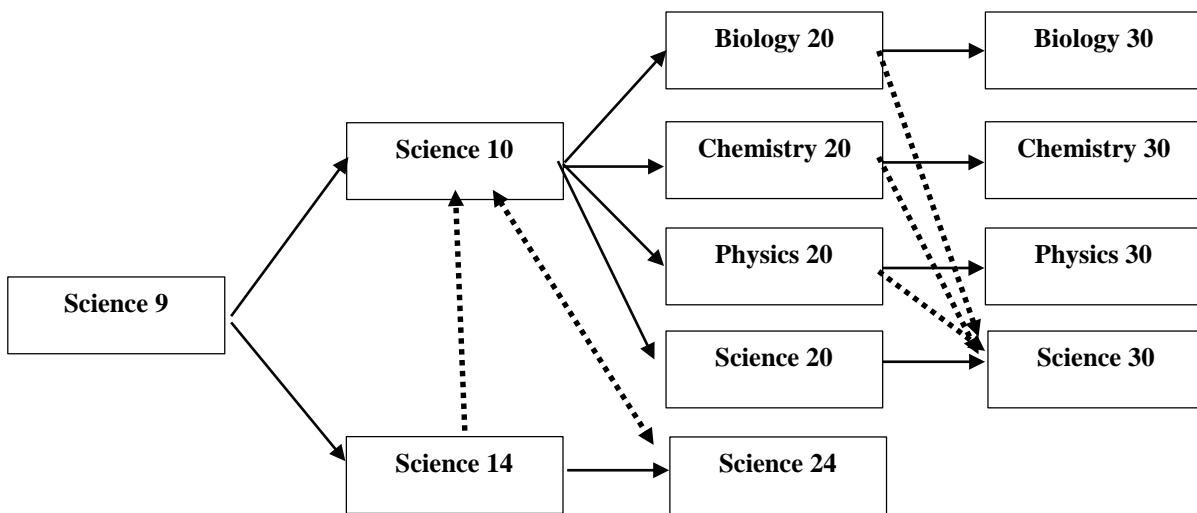 Biology 20
Biology 30
Science 10
Chemistry 20
Chemistry 30
Physics 20
Physics 30
Science 9
Science 20
Science 30
Science 14
Science 24